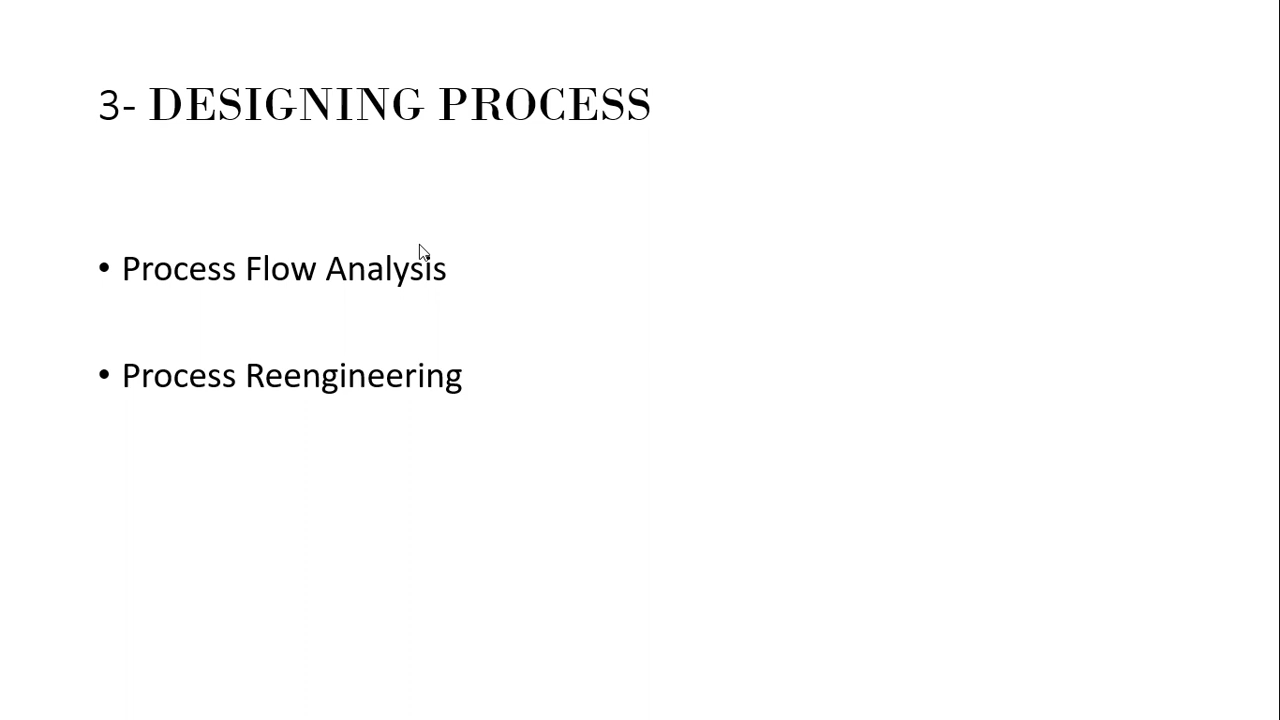 3- DESIGNING PROCESS
• Process Flow Analysis
• Process Reengineering